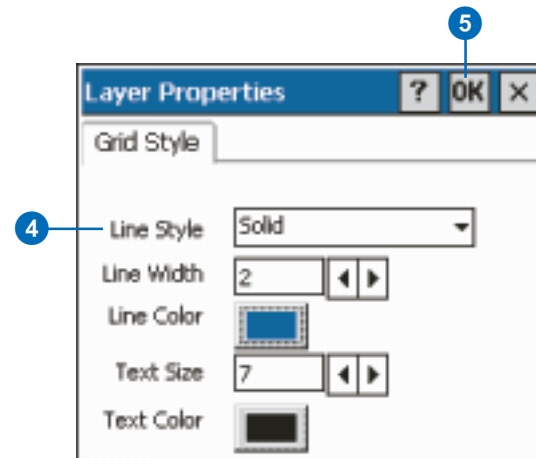 5
Layer Properties ? OK ×
Grid Style
4 Line Style Solid
Line Width 2
Line Color
Text Size 7
Text Color